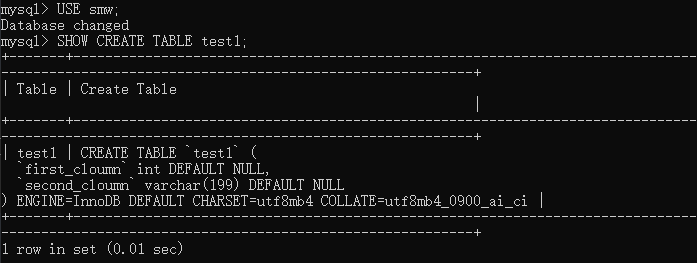 mysql> USE smw;
Database changed
mysql> SHOW CREATE TABLE test1;
+-------+----------------------------------------------------------------------------------
------------------------------------------------------------+
| Table | Create Table
                                                            |
+-------+----------------------------------------------------------------------------------
------------------------------------------------------------+
| test1 | CREATE TABLE `test1` (
  `first_cloumn` int DEFAULT NULL,
  `second_cloumn` varchar(199) DEFAULT NULL
) ENGINE=InnoDB DEFAULT CHARSET=utf8mb4 COLLATE=utf8mb4_0900_ai_ci |
+-------+----------------------------------------------------------------------------------
------------------------------------------------------------+
1 row in set (0.01 sec)